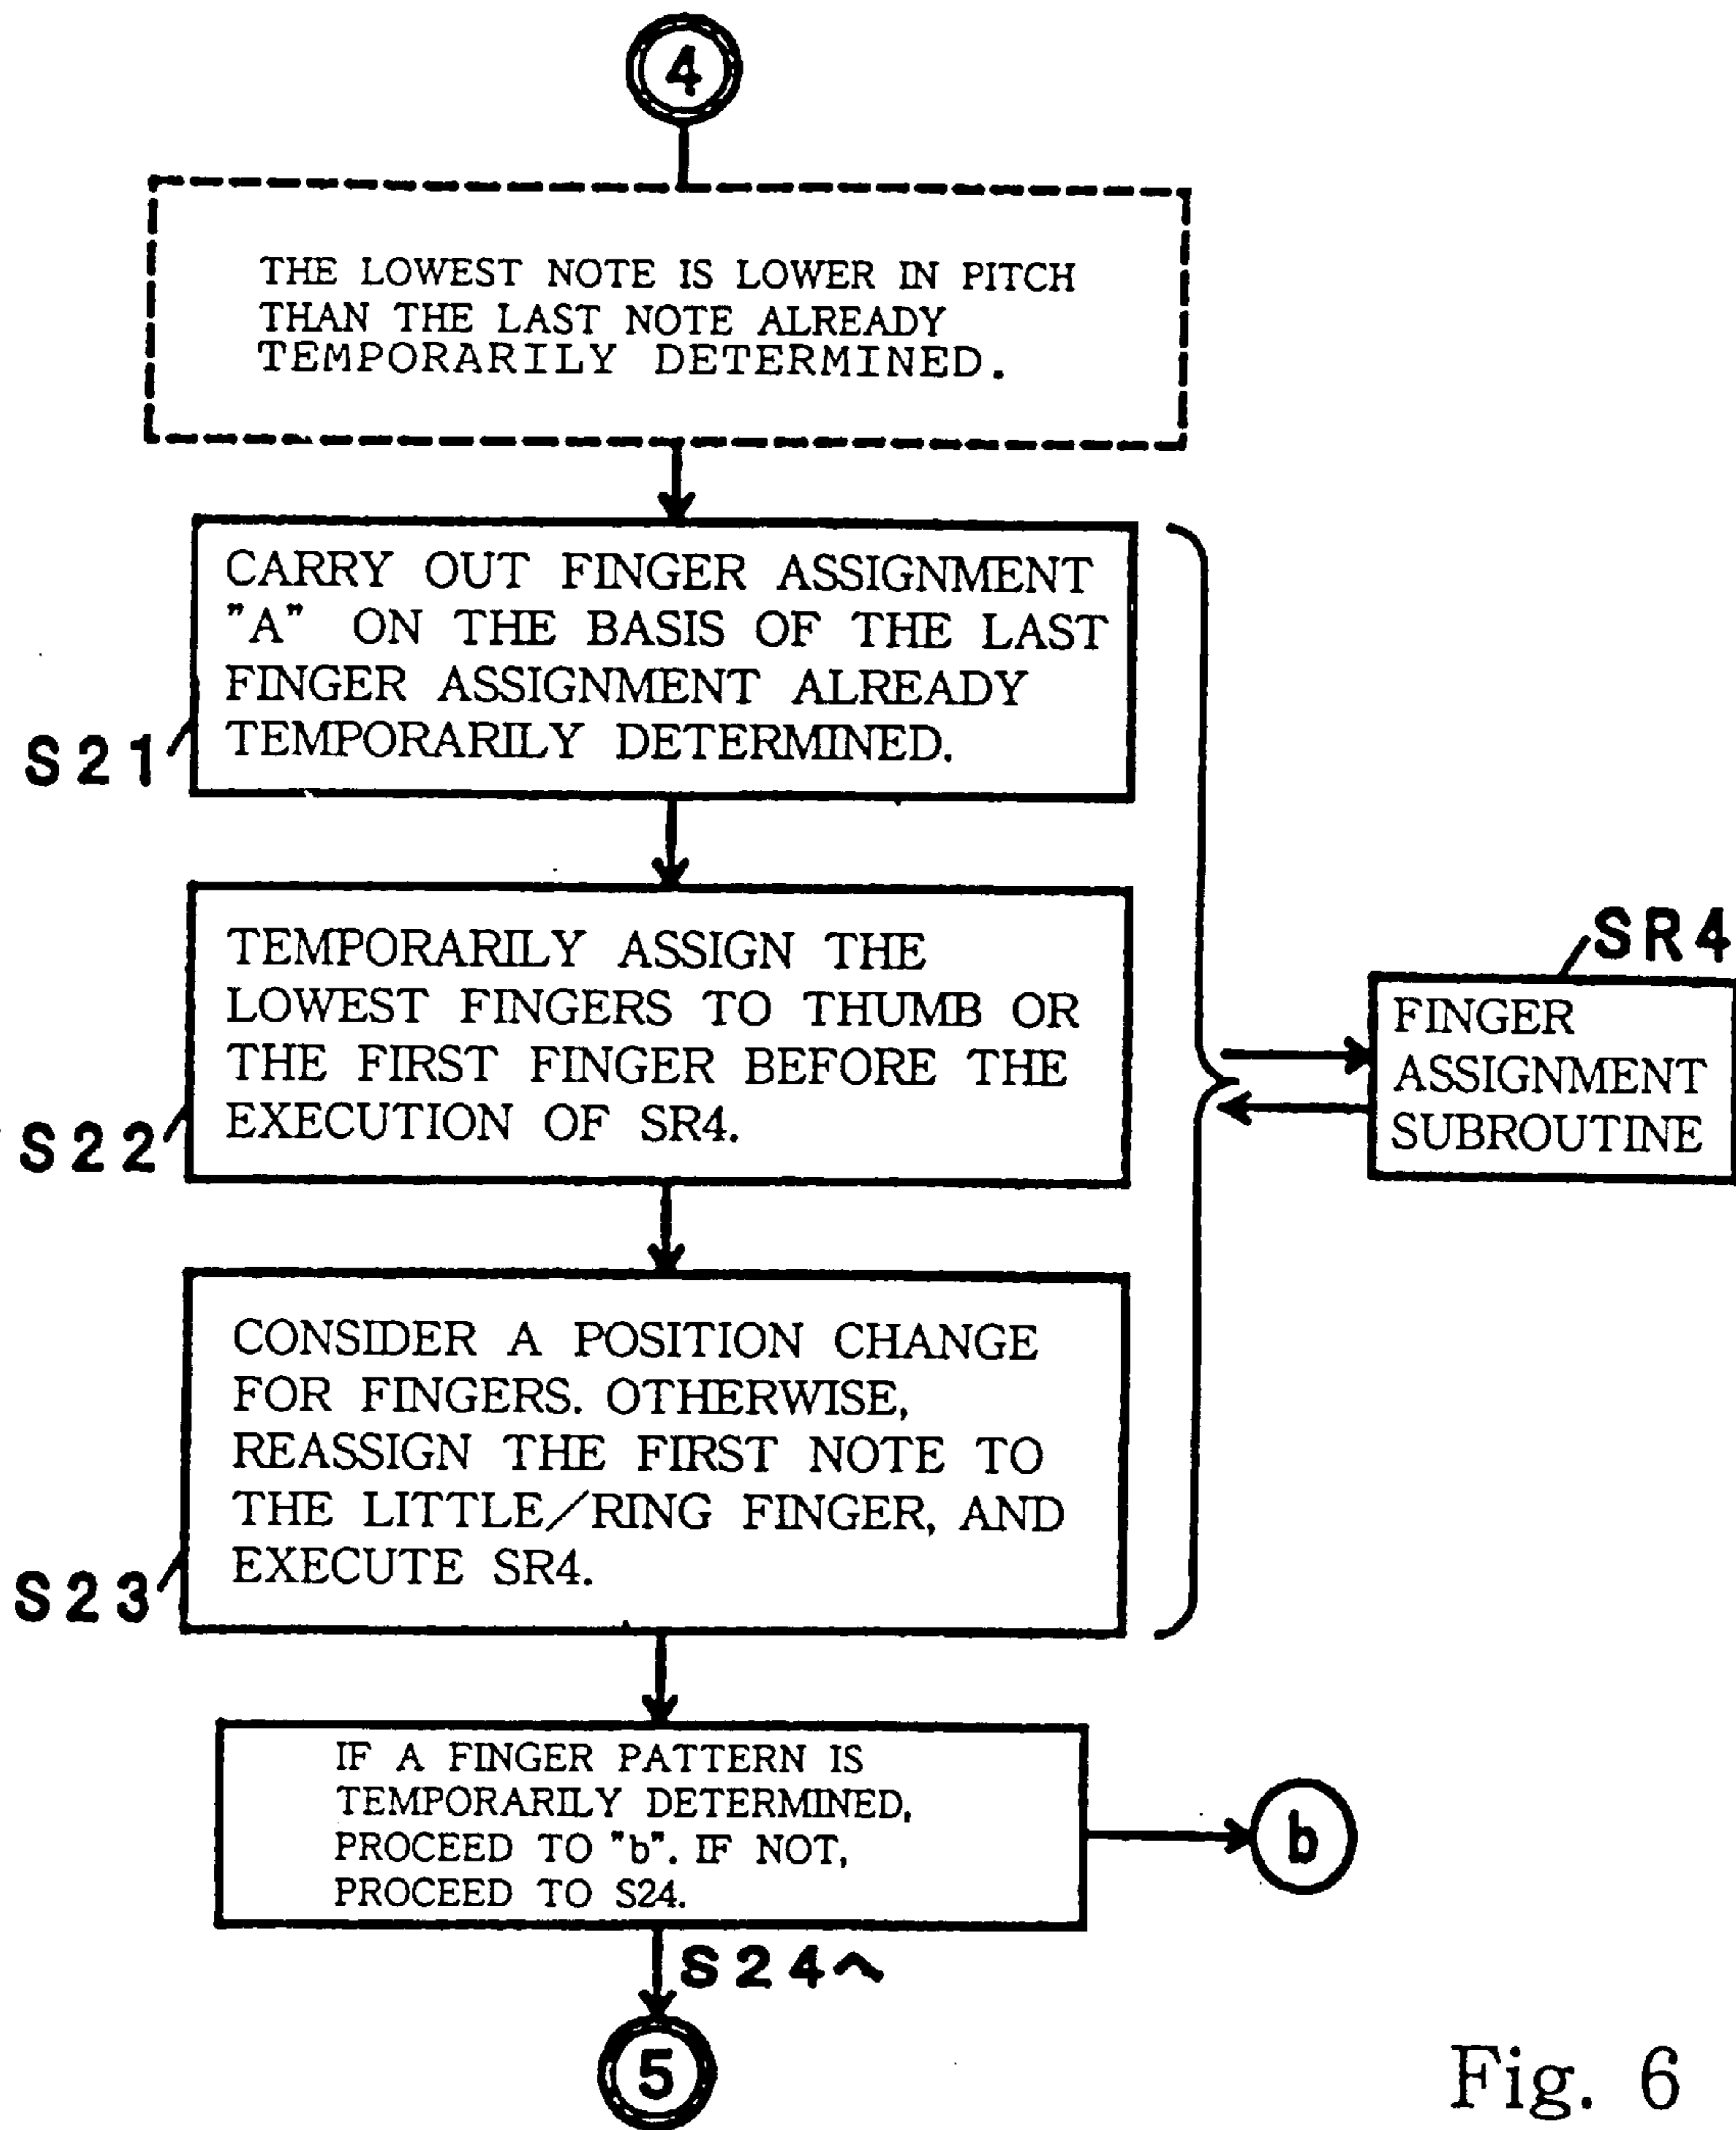 4
THE LOWEST NOTE IS LOWER IN PITCH
THAN THE LAST NOTE ALREADY
TEMPORARILY DETERMINED.
CARRY OUT FINGER ASSIGNMENT
"A" ON THE BASIS OF THE LAST
FINGER ASSIGNMENT ALREADY
TEMPORARILY DETERMINED.
S21
TEMPORARILY ASSIGN THE
LOWEST FINGERS TO THUMB OR
THE FIRST FINGER BEFORE THE
EXECUTION OF SR4.
S22
SR4
FINGER
ASSIGNMENT
SUBROUTINE
CONSIDER A POSITION CHANGE
FOR FINGERS. OTHERWISE,
REASSIGN THE FIRST NOTE TO
THE LITTLE/RING FINGER, AND
EXECUTE SR4.
S23
IF A FINGER PATTERN IS
TEMPORARILY DETERMINED,
PROCEED TO "b". IF NOT,
PROCEED TO S24.
b
S24~
5
Fig. 6